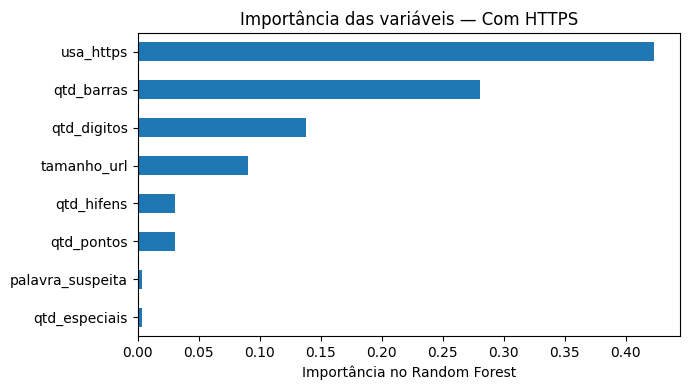 Importância das variáveis — Com HTTPS
usa_https
qtd_barras
qtd_digitos
tamanho_url
qtd_hifens
qtd_pontos
palavra_suspeita
qtd_especiais
0.00 0.05 0.10 0.15 0.20 0.25 0.30 0.35 0.40
Importância no Random Forest